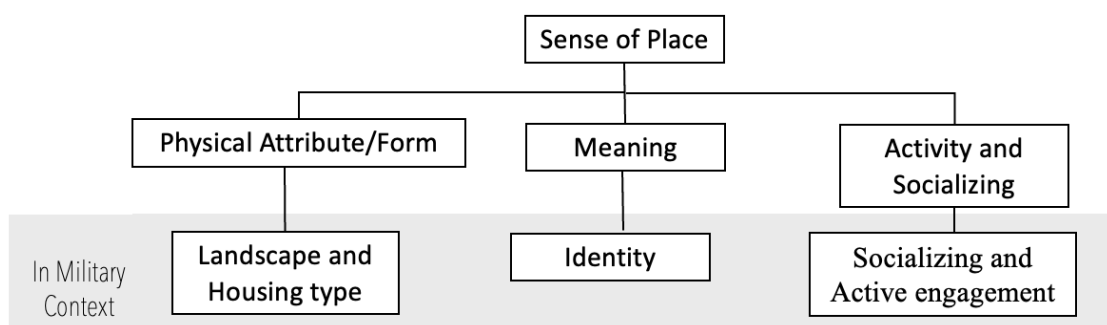 Sense of Place
Physical Attribute/Form
Meaning
Activity and
Socializing
In Military
Context
Landscape and
Housing type
Identity
Socializing and
Active engagement